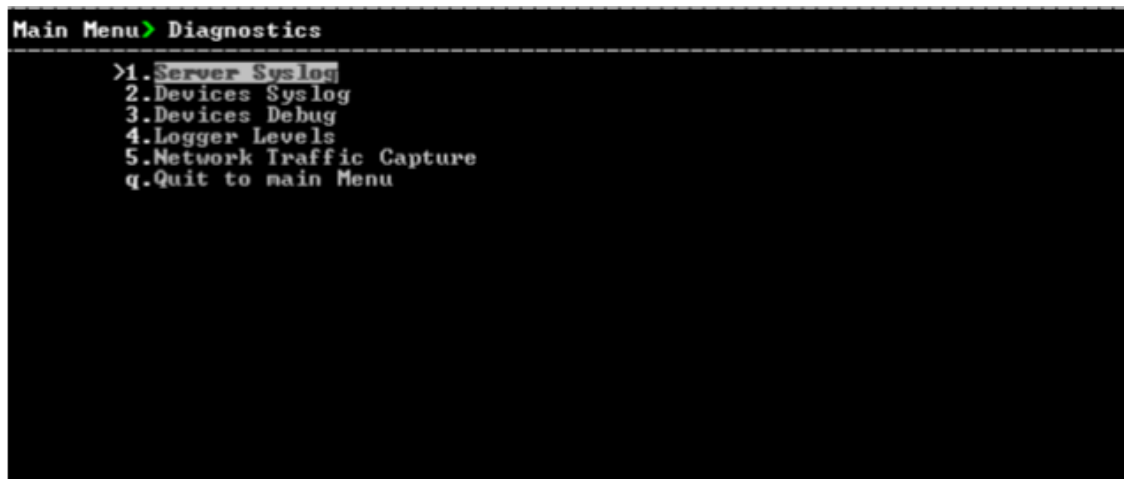 Main Menu> Diagnostics
>1.Server Syslog
2.Devices Syslog
3.Devices Debug
4.Logger Levels
5.Network Traffic Capture
q.Quit to main Menu